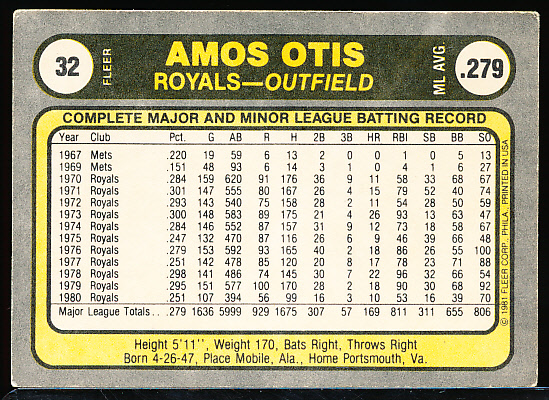 32
FLEER
AMOS OTIS
ROYALS—OUTFIELD
ML AVG.
.279
COMPLETE MAJOR AND MINOR LEAGUE BATTING RECORD
Year Club Pct. G AB R H 2B 3B HR RBI SB BB SO
1967 Mets .220 19 59 6 13 2 0 0 1 0 5 13
1969 Mets .151 48 93 6 14 3 1 0 4 1 6 27
1970 Royals .284 159 620 91 176 36 9 11 58 33 68 67
1971 Royals .301 147 555 80 167 26 4 15 79 52 40 74
1972 Royals .293 143 540 75 158 28 2 11 54 28 50 59
1973 Royals .300 148 583 89 175 21 4 26 93 13 63 47
1974 Royals .284 146 552 87 157 31 9 12 73 18 58 67
1975 Royals .247 132 470 87 116 26 6 9 46 39 66 48
1976 Royals .279 153 592 93 165 40 2 18 86 26 55 100
1977 Royals .251 142 478 85 120 20 8 17 78 23 71 88
1978 Royals .298 141 486 74 145 30 7 22 96 32 66 54
1979 Royals .295 151 577 100 170 28 2 18 90 30 68 92
1980 Royals .251 107 394 56 99 16 3 10 53 16 39 70
Major League Totals . . .279 1636 5999 929 1675 307 57 169 811 311 655 806
© 1981 FLEER CORP., PHILA., PRINTED IN USA
Height 5'11'', Weight 170, Bats Right, Throws Right
Born 4-26-47, Place Mobile, Ala., Home Portsmouth, Va.